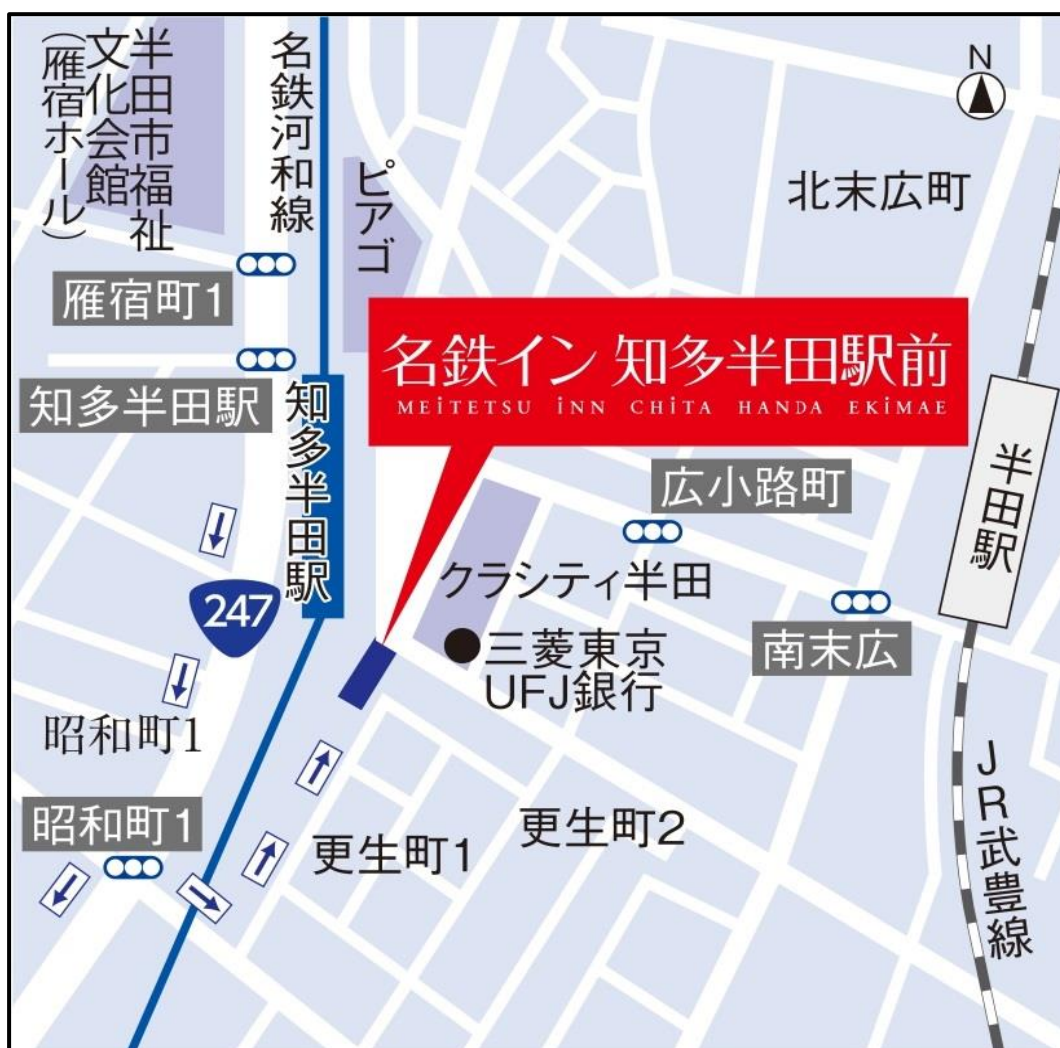 半田市福祉
文化会館
(雁宿ホール)
名鉄河和線
ピアゴ
N
北末広町
雁宿町1
知多半田駅
知多半田駅
名鉄イン 知多半田駅前
MEiTETSU iNN CHiTA HANDA EKiMAE
広小路町
半田駅
クラシティ半田
247
三菱東京
UFJ銀行
南末広
昭和町1
昭和町1
更生町1
更生町2
JR武豊線